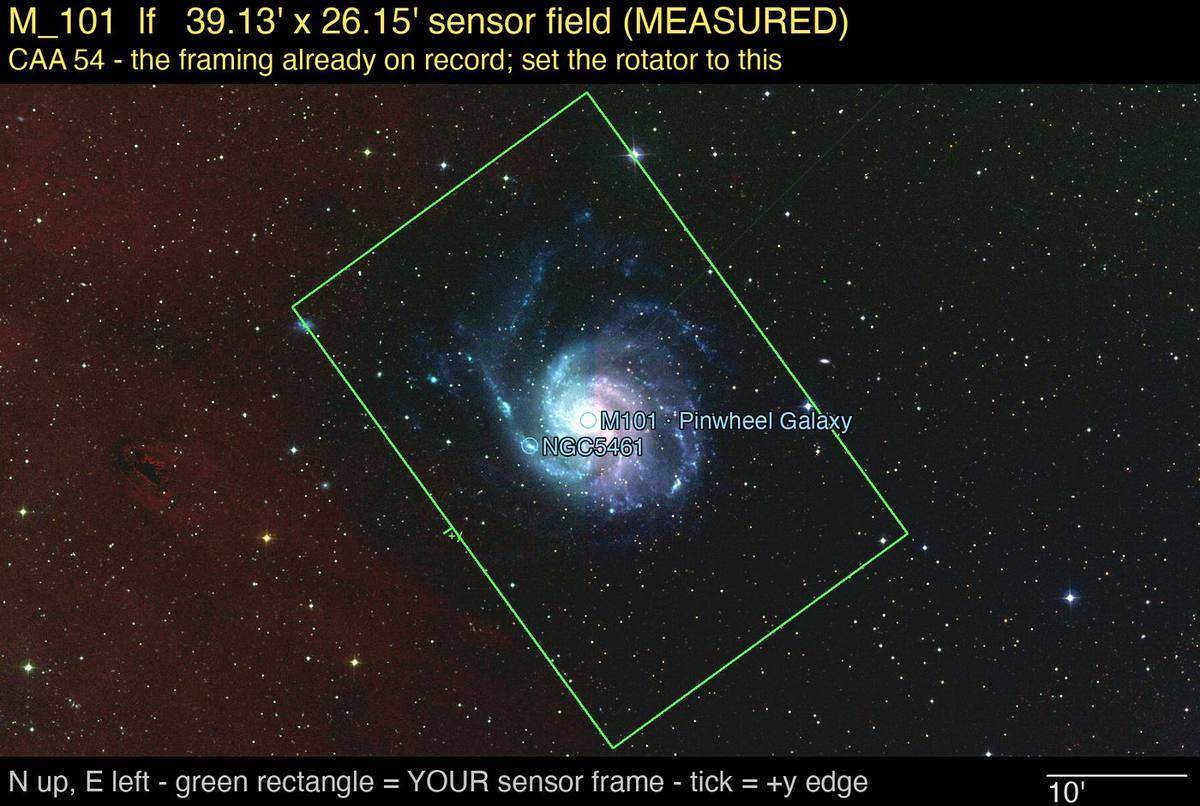 M_101 lf 39.13' x 26.15' sensor field (MEASURED)
CAA 54 - the framing already on record; set the rotator to this
M101 · Pinwheel Galaxy
NGC5461
+y
N up, E left - green rectangle = YOUR sensor frame - tick = +y edge
10'